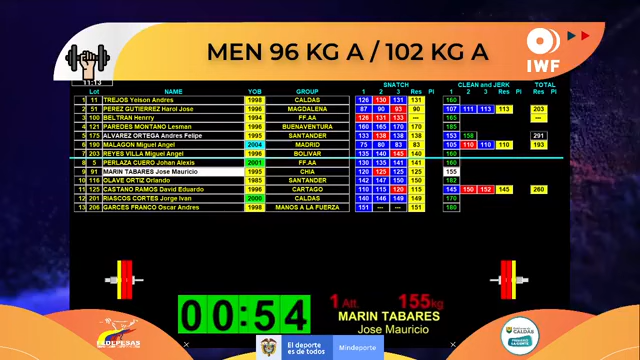 MEN 96 KG A / 102 KG A
IWF
SNATCH CLEAN and JERK TOTAL
Lot NAME YOB GROUP 1 2 3 Res Pl 1 2 3 Res Pl Res Pl
1 11 TREJOS Yeison Andres 1998 CALDAS 126 130 131 131 160
2 51 PEREZ GUTIERREZ Harol Jose 1996 MAGDALENA 87 90 93 90 107 111 113 113 203
3 100 BELTRAN Henrry 1994 FF.AA 126 131 133 --- 165 ---
4 121 PAREDES MONTANO Lesman 1996 BUENAVENTURA 160 165 170 170 185
5 175 ALVAREZ ORTEGA Andres Felipe 1995 SANTANDER 133 138 138 138 153 158 291
6 190 MALAGON Miguel Angel 2004 MADRID 75 80 83 83 105 110 110 110 193
7 203 REYES VILLA Miguel Angel 1996 BOLIVAR 135 140 145 140 160
8 5 PERLAZA CUERO Johan Alexis 2001 FF.AA 130 135 141 141 160
9 91 MARIN TABARES Jose Mauricio 1995 CHIA 120 125 125 125 155
10 116 OLAVE ORTIZ Orlando 1985 SANTANDER 142 147 150 150 182
11 125 CASTANO RAMOS David Eduardo 1996 CARTAGO 110 115 120 115 145 150 152 145 260
12 201 RIASCOS CORTES Jorge Ivan 2000 CALDAS 140 146 149 149 170
13 206 GARCES FRANCO Oscar Andres 1998 MANOS A LA FUERZA 151 --- --- 151 180
00:54
1 Att. 155kg
MARIN TABARES
Jose Mauricio
FEDEPESAS
El deporte
es de todos
Mindeporte
CALDAS